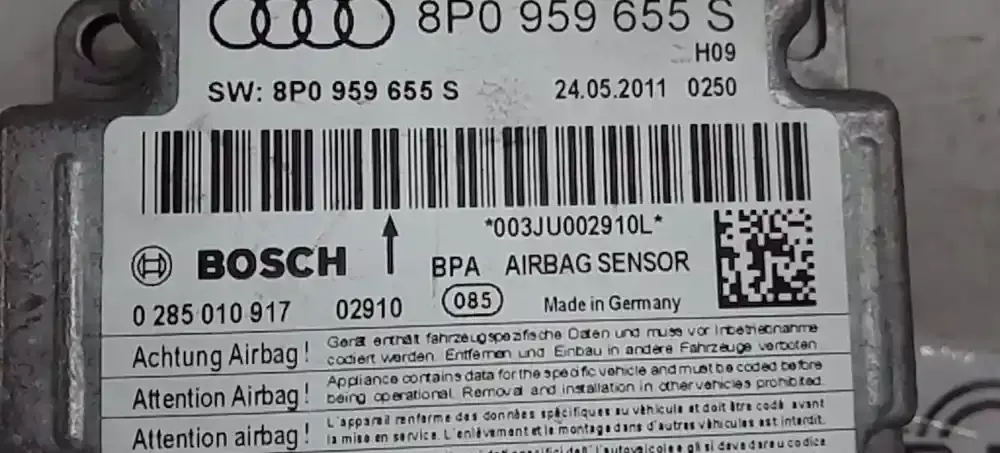 8P0 959 655 S
H09
SW: 8P0 959 655 S 24.05.2011 0250
*003JU002910L*
BOSCH BPA AIRBAG SENSOR
0 285 010 917 02910 085 Made in Germany
Achtung Airbag! Gerät enthält fahrzeugspezifische Daten und muss vor Inbetriebnahme
codiert werden. Entfernen und Einbau in andere Fahrzeuge verboten
Attention Airbag! Appliance contains data for the specific vehicle and must be coded before
being operational. Removal and installation in other vehicles prohibited.
Attention airbag! L'appareil renferme des données spécifiques au véhicule et doit être codé avant
la mise en service. L'enlèvement et le montage dans d'autres véhicules est interdit.